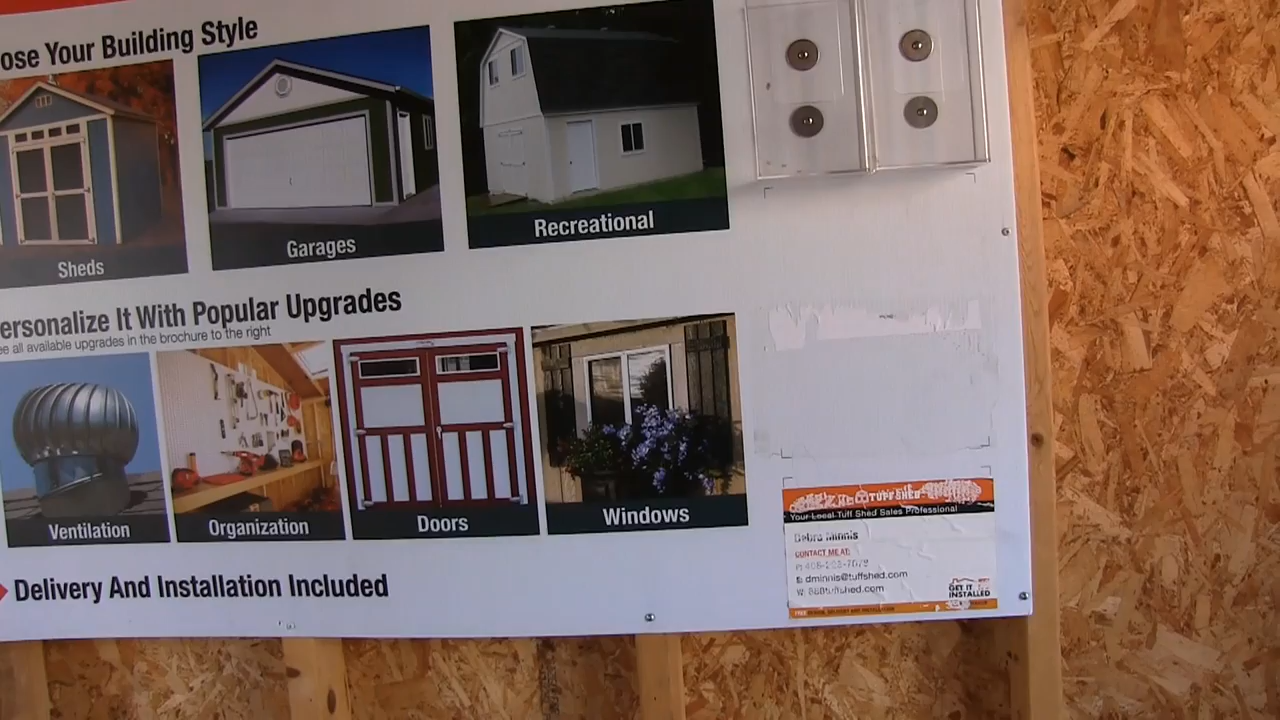 ose Your Building Style
Sheds
Garages
Recreational
ersonalize It With Popular Upgrades
ee all available upgrades in the brochure to the right
Ventilation
Organization
Doors
Windows
Delivery And Installation Included
TUFF SHED
Your Local Tuff Shed Sales Professional
Debra Minnis
CONTACT ME AT:
E: dminnis@tuffshed.com
GET IT
INSTALLED